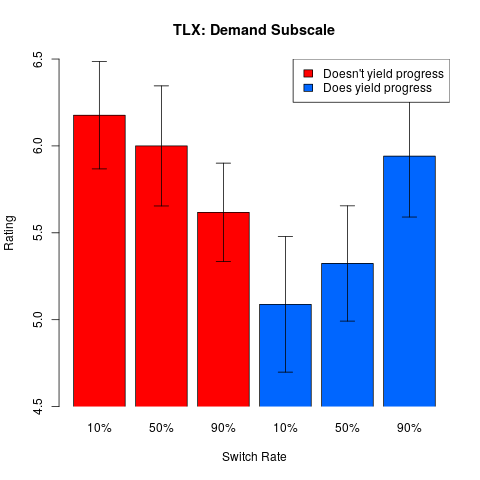 TLX: Demand Subscale
Doesn't yield progress
Does yield progress
Rating
6.5
6.0
5.5
5.0
4.5
10% 50% 90% 10% 50% 90%
Switch Rate